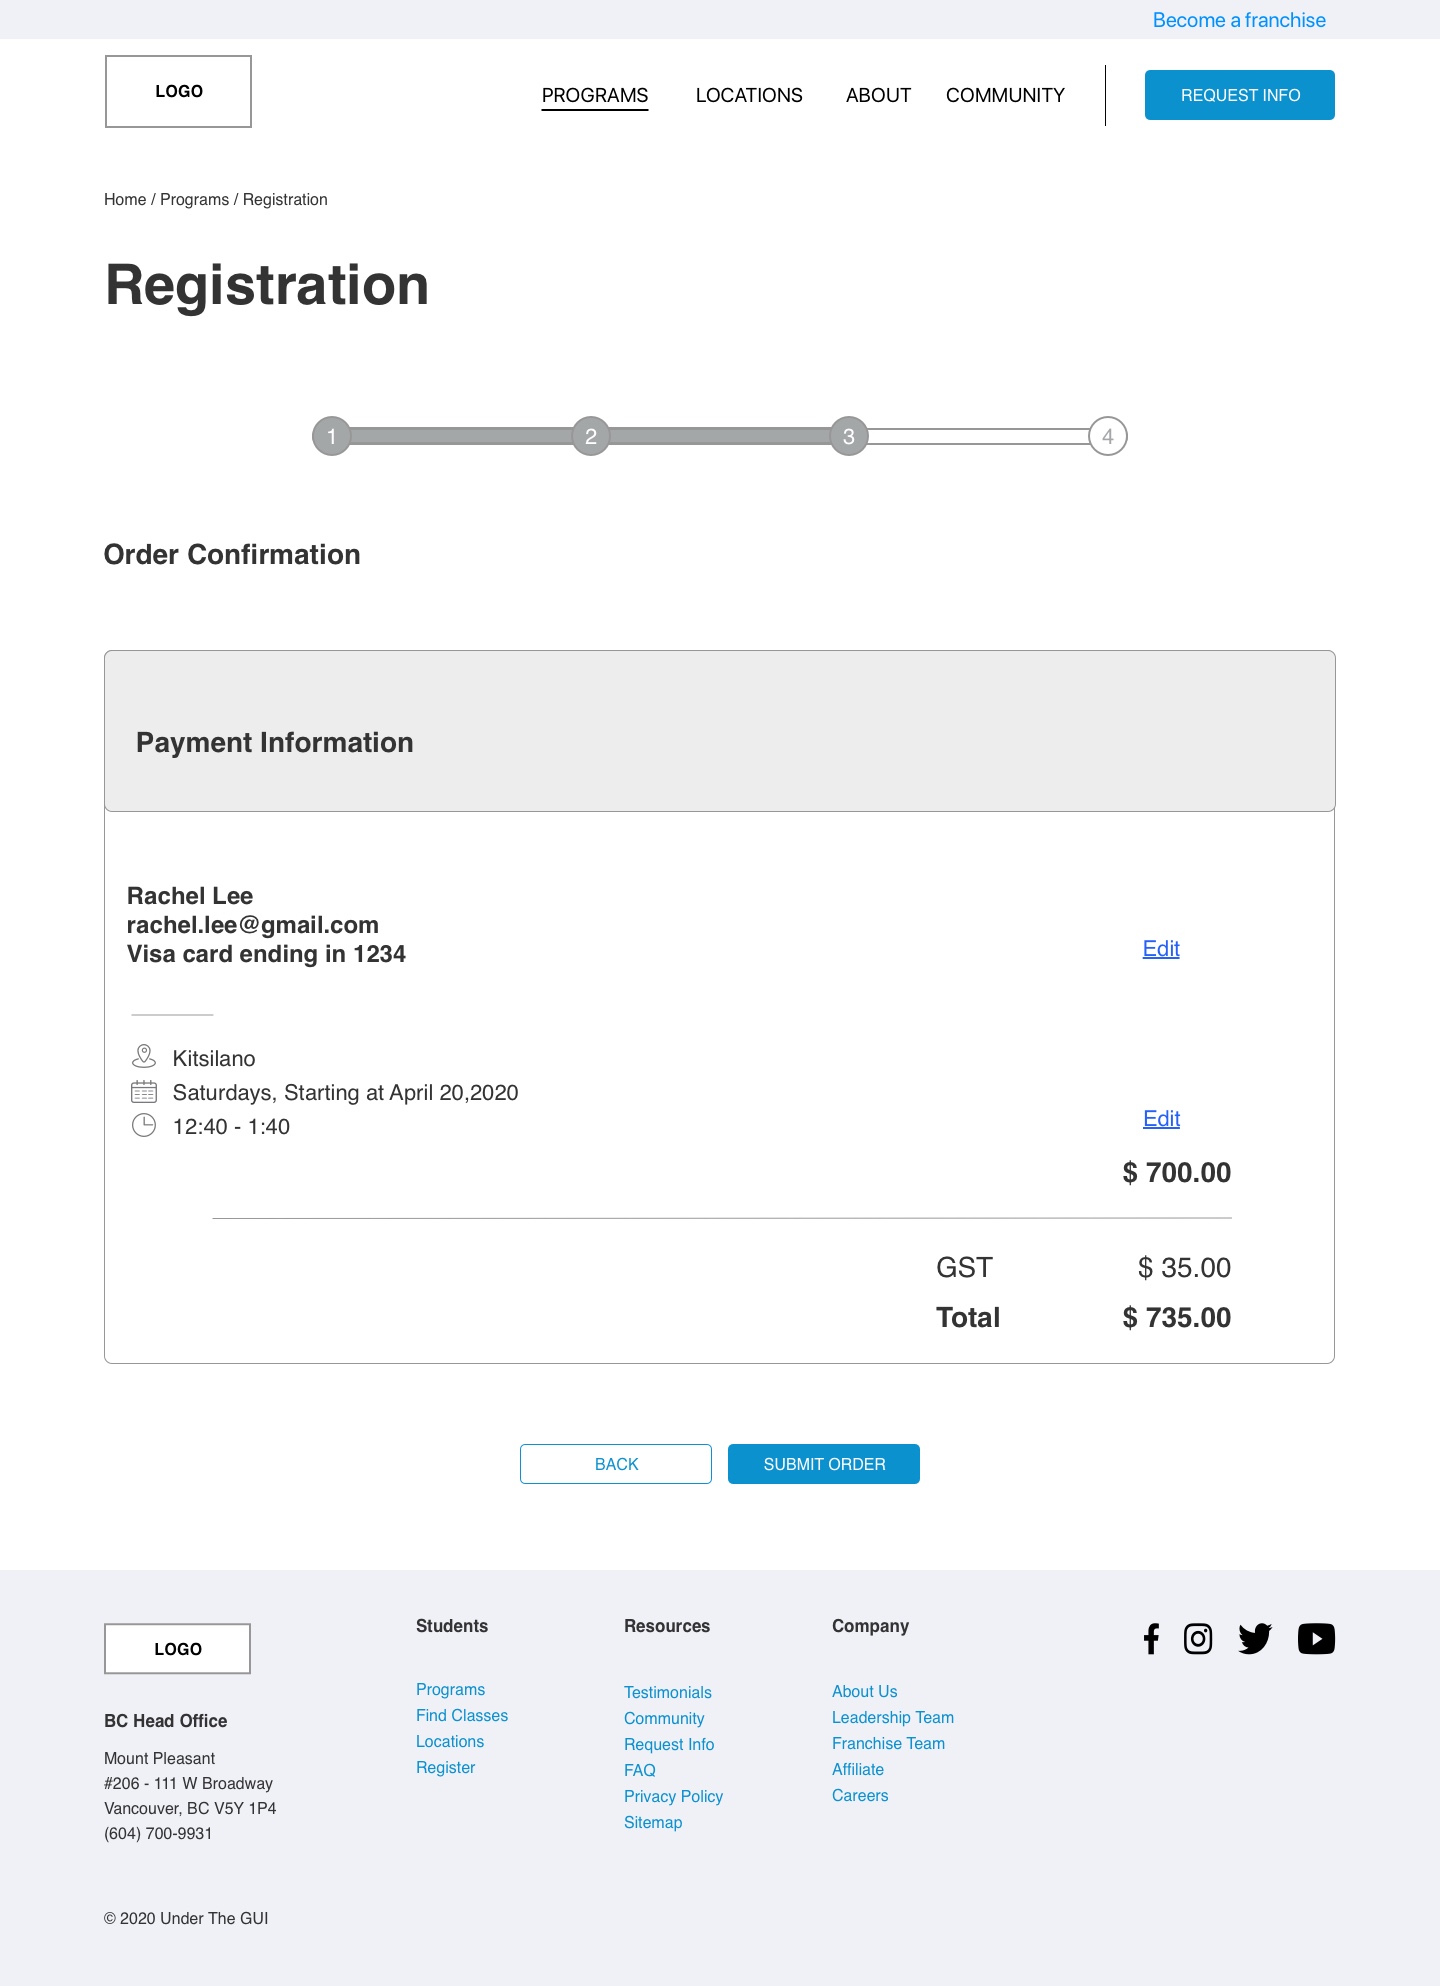 Become a franchise
LOGO
PROGRAMS LOCATIONS ABOUT COMMUNITY REQUEST INFO
Home / Programs / Registration
Registration
1 2 3 4
Order Confirmation
Payment Information
Rachel Lee
rachel.lee@gmail.com
Visa card ending in 1234
Edit
Kitsilano
Saturdays, Starting at April 20,2020
12:40 - 1:40
Edit
$ 700.00
GST $ 35.00
Total $ 735.00
BACK SUBMIT ORDER
LOGO
BC Head Office
Mount Pleasant
#206 - 111 W Broadway
Vancouver, BC V5Y 1P4
(604) 700-9931
Students
Programs
Find Classes
Locations
Register
Resources
Testimonials
Community
Request Info
FAQ
Privacy Policy
Sitemap
Company
About Us
Leadership Team
Franchise Team
Affiliate
Careers
© 2020 Under The GUI